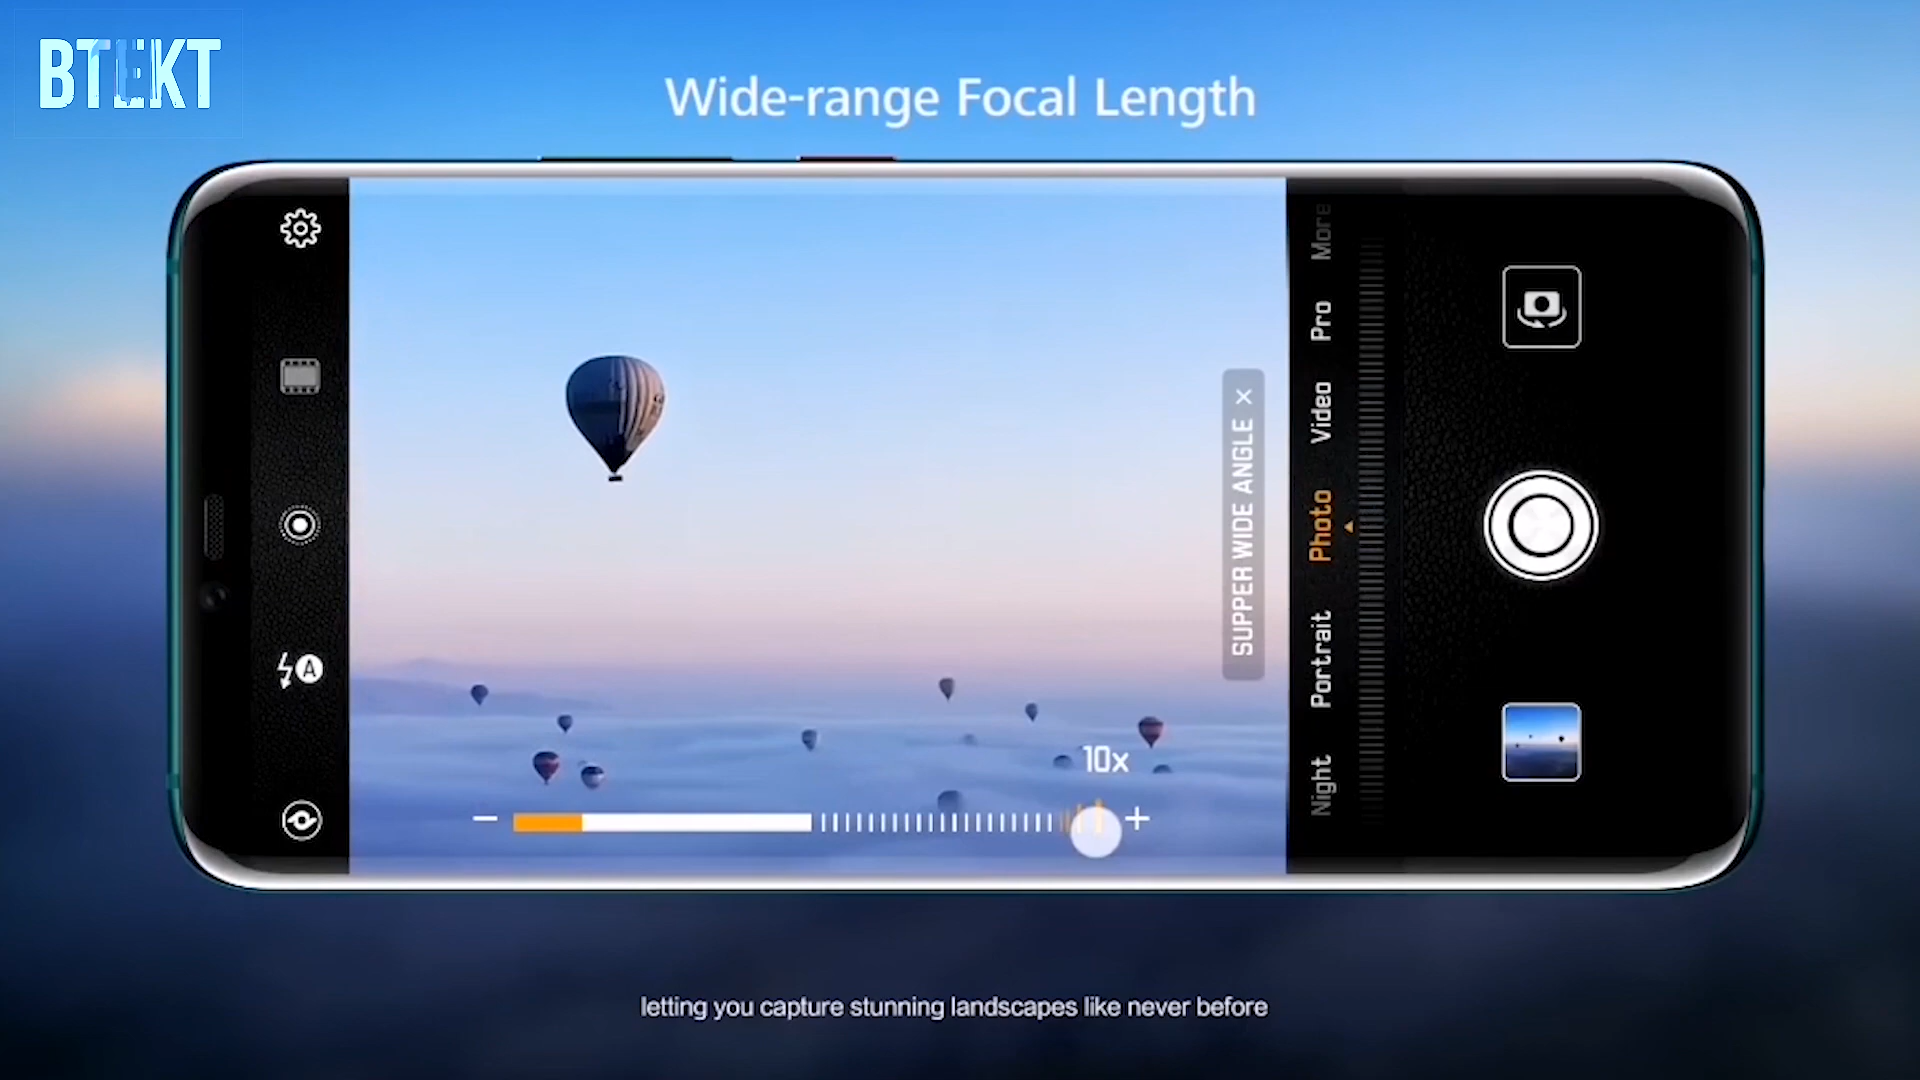 BTEKT
Wide-range Focal Length
More
Pro
Video
Photo
Portrait
Night
SUPPER WIDE ANGLE ×
A
10x
− +
letting you capture stunning landscapes like never before